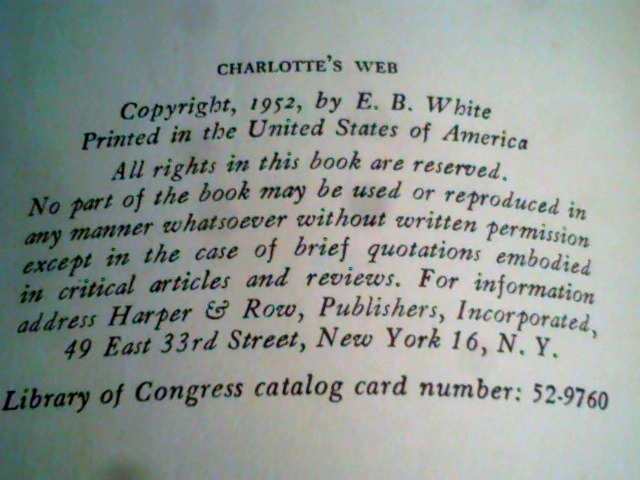 CHARLOTTE'S WEB
Copyright, 1952, by E. B. White
Printed in the United States of America
All rights in this book are reserved.
No part of the book may be used or reproduced in
any manner whatsoever without written permission
except in the case of brief quotations embodied
in critical articles and reviews. For information
address Harper & Row, Publishers, Incorporated,
49 East 33rd Street, New York 16, N. Y.
Library of Congress catalog card number: 52-9760